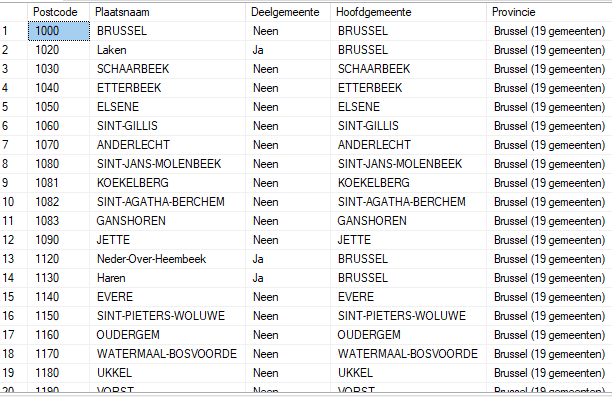 Postcode Plaatsnaam Deelgemeente Hoofdgemeente Provincie
1 1000 BRUSSEL Neen BRUSSEL Brussel (19 gemeenten)
2 1020 Laken Ja BRUSSEL Brussel (19 gemeenten)
3 1030 SCHAARBEEK Neen SCHAARBEEK Brussel (19 gemeenten)
4 1040 ETTERBEEK Neen ETTERBEEK Brussel (19 gemeenten)
5 1050 ELSENE Neen ELSENE Brussel (19 gemeenten)
6 1060 SINT-GILLIS Neen SINT-GILLIS Brussel (19 gemeenten)
7 1070 ANDERLECHT Neen ANDERLECHT Brussel (19 gemeenten)
8 1080 SINT-JANS-MOLENBEEK Neen SINT-JANS-MOLENBEEK Brussel (19 gemeenten)
9 1081 KOEKELBERG Neen KOEKELBERG Brussel (19 gemeenten)
10 1082 SINT-AGATHA-BERCHEM Neen SINT-AGATHA-BERCHEM Brussel (19 gemeenten)
11 1083 GANSHOREN Neen GANSHOREN Brussel (19 gemeenten)
12 1090 JETTE Neen JETTE Brussel (19 gemeenten)
13 1120 Neder-Over-Heembeek Ja BRUSSEL Brussel (19 gemeenten)
14 1130 Haren Ja BRUSSEL Brussel (19 gemeenten)
15 1140 EVERE Neen EVERE Brussel (19 gemeenten)
16 1150 SINT-PIETERS-WOLUWE Neen SINT-PIETERS-WOLUWE Brussel (19 gemeenten)
17 1160 OUDERGEM Neen OUDERGEM Brussel (19 gemeenten)
18 1170 WATERMAAL-BOSVOORDE Neen WATERMAAL-BOSVOORDE Brussel (19 gemeenten)
19 1180 UKKEL Neen UKKEL Brussel (19 gemeenten)
20 1190 VORST Neen VORST Brussel (19 gemeenten)